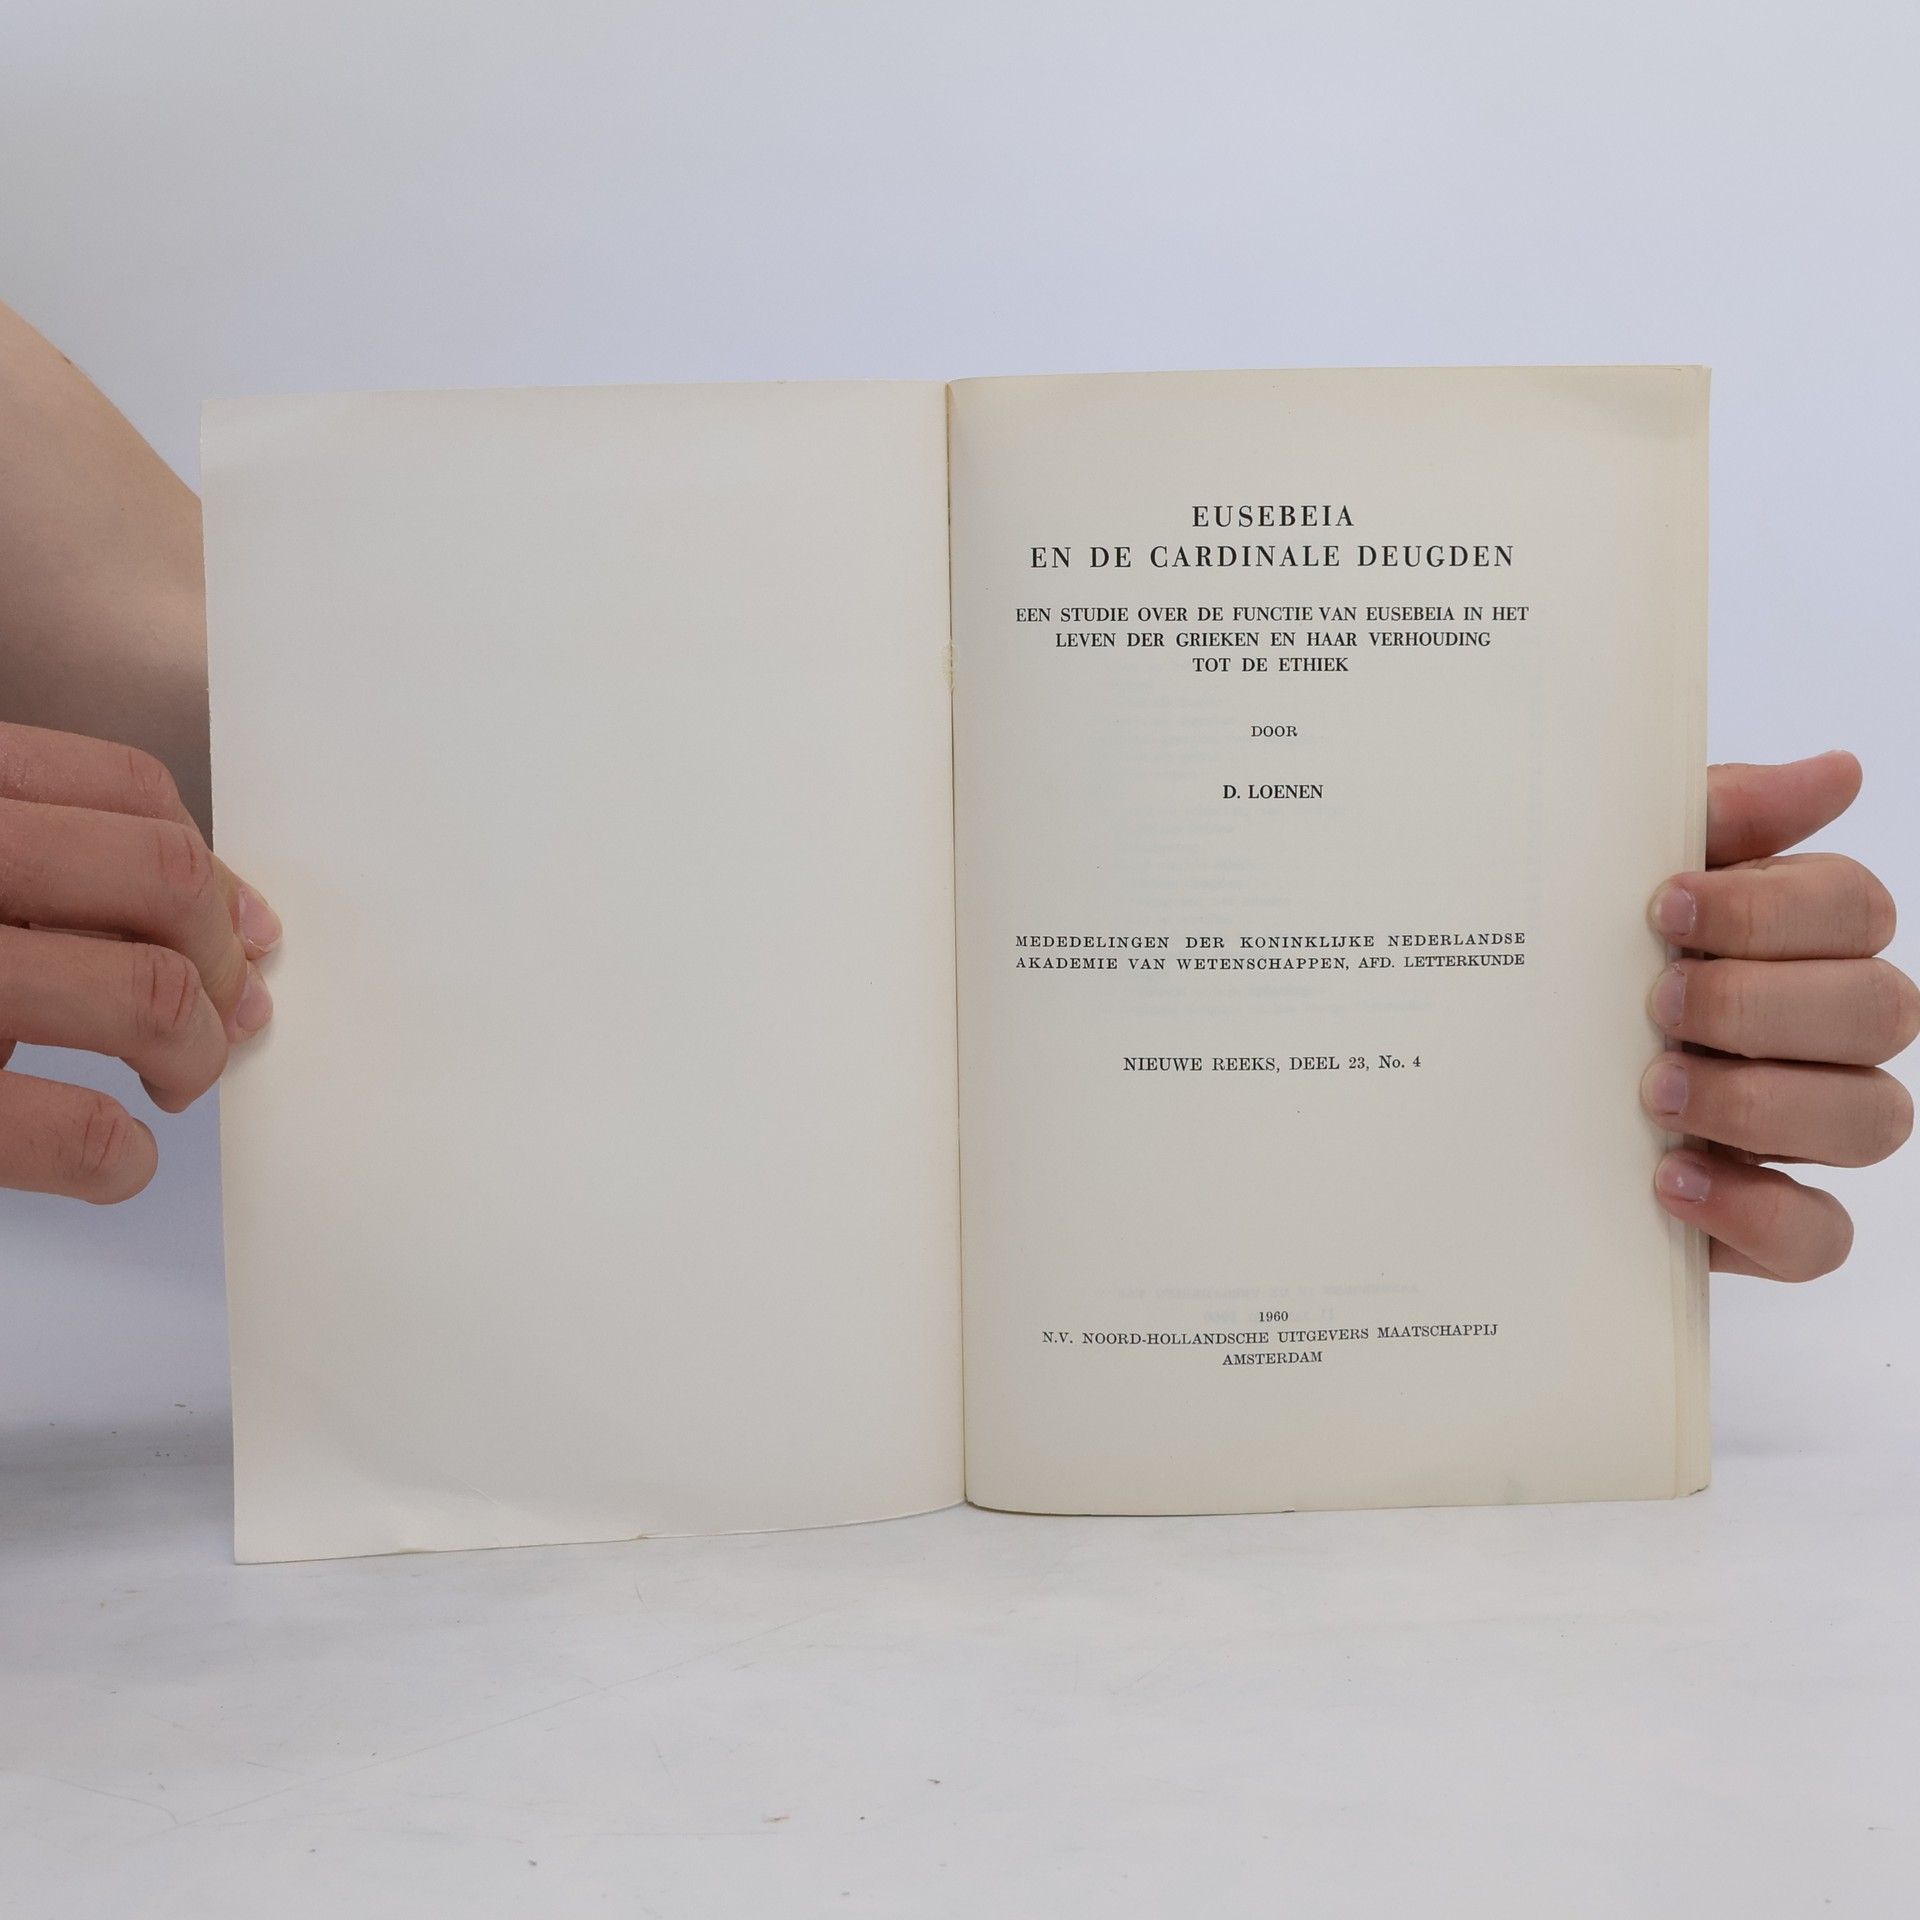 EUSEBEIA
EN DE CARDINALE DEUGDEN
EEN STUDIE OVER DE FUNCTIE VAN EUSEBEIA IN HET
LEVEN DER GRIEKEN EN HAAR VERHOUDING
TOT DE ETHIEK
DOOR
D. LOENEN
MEDEDELINGEN DER KONINKLIJKE NEDERLANDSE
AKADEMIE VAN WETENSCHAPPEN, AFD. LETTERKUNDE
NIEUWE REEKS, DEEL 23, No. 4
1960
N.V. NOORD-HOLLANDSCHE UITGEVERS MAATSCHAPPIJ
AMSTERDAM